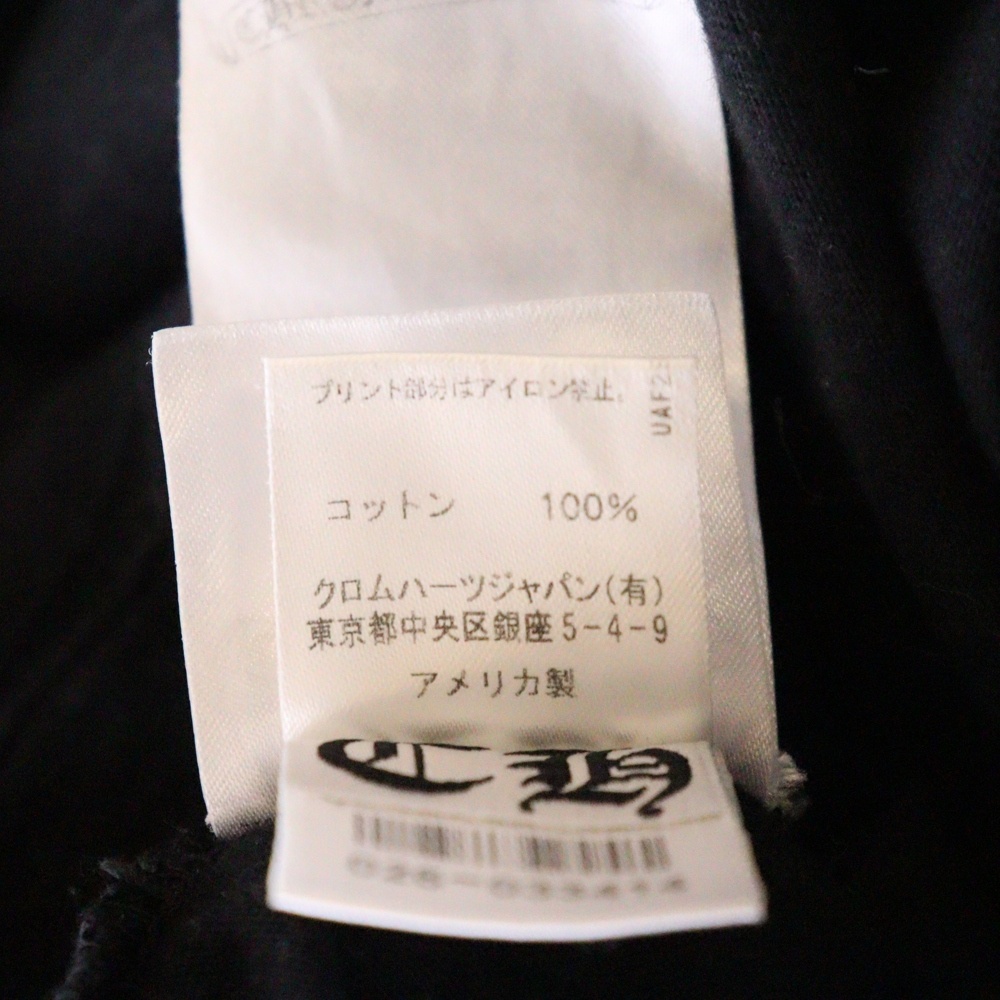 プリント部分はアイロン禁止。
UAF2
コットン 100%
クロムハーツジャパン(有)
東京都中央区銀座5-4-9
アメリカ製
CH